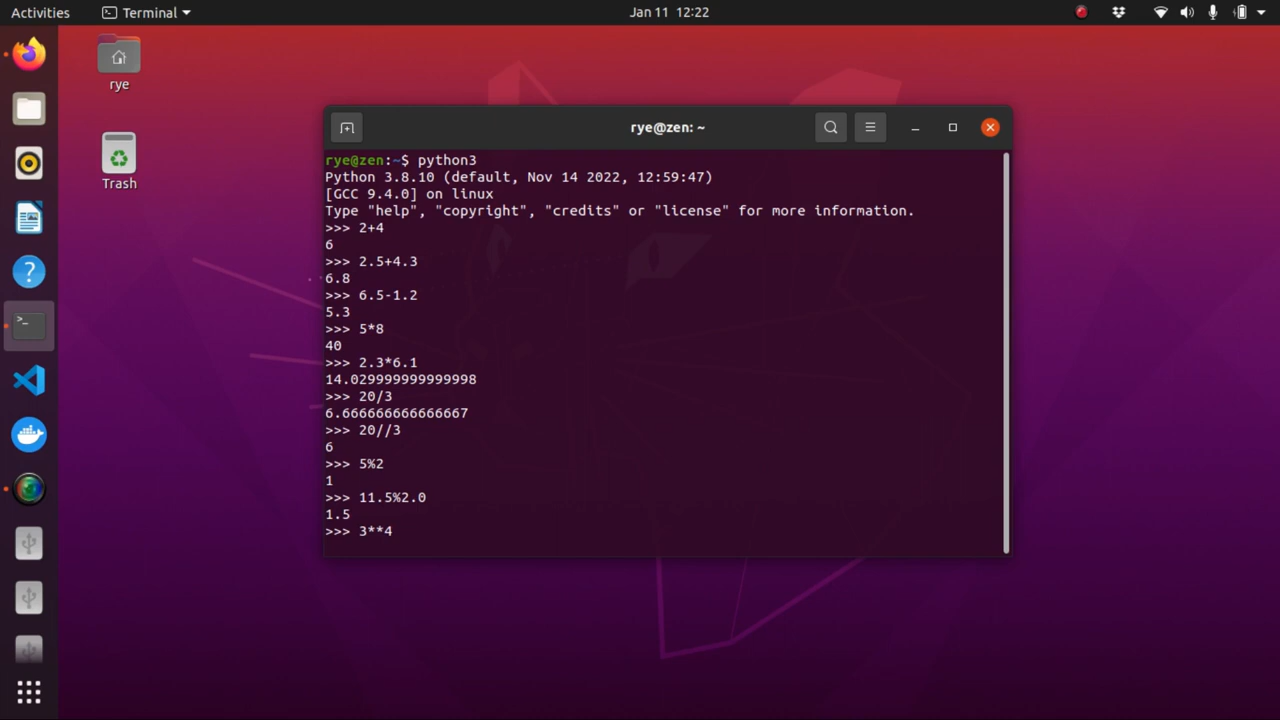 Activities
Terminal
Jan 11 12:22
rye
Trash
rye@zen: ~
rye@zen:~$ python3
Python 3.8.10 (default, Nov 14 2022, 12:59:47)
[GCC 9.4.0] on linux
Type "help", "copyright", "credits" or "license" for more information.
>>> 2+4
6
>>> 2.5+4.3
6.8
>>> 6.5-1.2
5.3
>>> 5*8
40
>>> 2.3*6.1
14.029999999999998
>>> 20/3
6.666666666666667
>>> 20//3
6
>>> 5%2
1
>>> 11.5%2.0
1.5
>>> 3**4